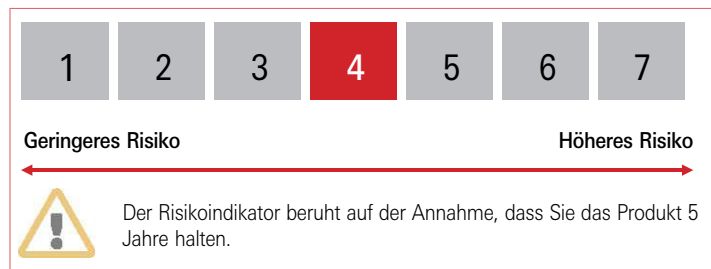 1 2 3 4 5 6 7
Geringeres Risiko Höheres Risiko
Der Risikoindikator beruht auf der Annahme, dass Sie das Produkt 5
Jahre halten.